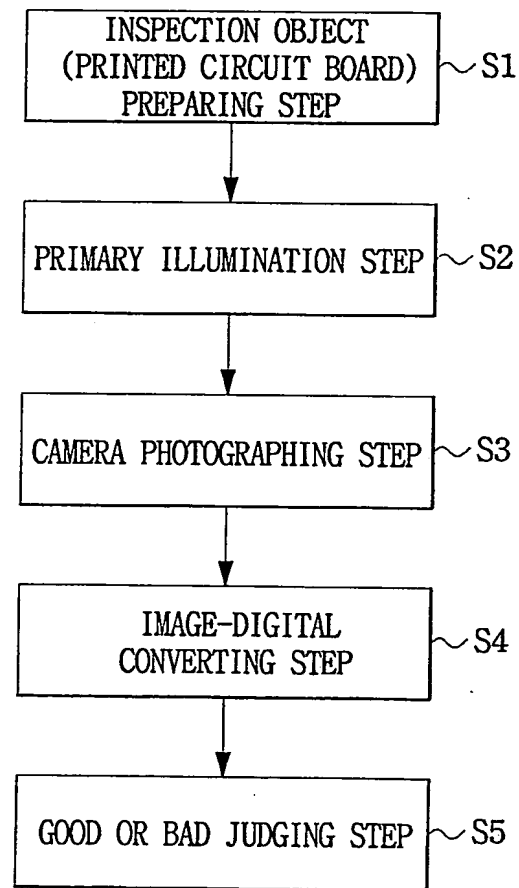 INSPECTION OBJECT
(PRINTED CIRCUIT BOARD)
PREPARING STEP
S1
PRIMARY ILLUMINATION STEP
S2
CAMERA PHOTOGRAPHING STEP
S3
IMAGE-DIGITAL
CONVERTING STEP
S4
GOOD OR BAD JUDGING STEP
S5